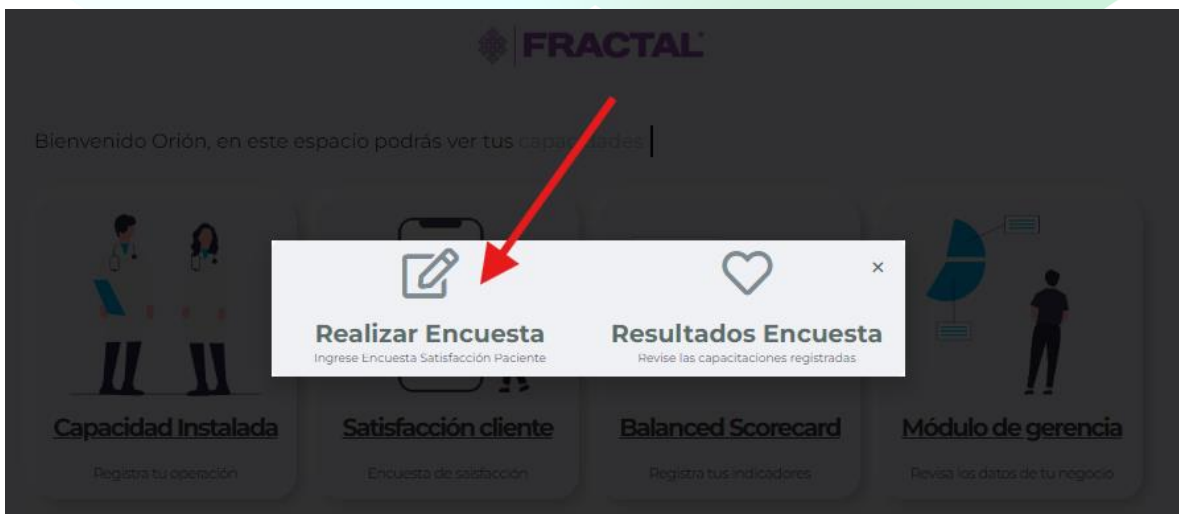 FRACTAL
Bienvenido Orión, en este espacio podrás ver tus capacidades
Realizar Encuesta
Ingrese Encuesta Satisfacción Paciente
Resultados Encuesta
Revise las capacitaciones registradas
×
Capacidad Instalada
Registra tu operación
Satisfacción cliente
Encuesta de saisfacción
Balanced Scorecard
Registra tus indicadores
Módulo de gerencia
Revisa los datos de tu negocio